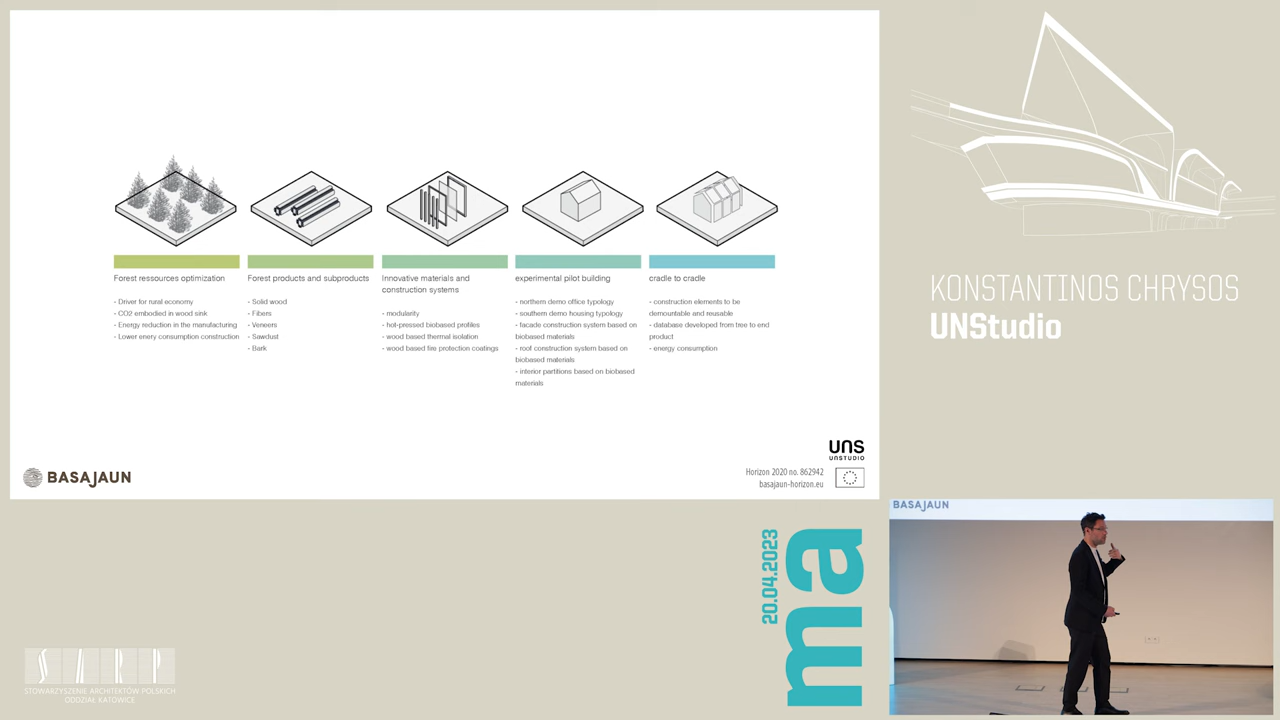 Forest ressources optimization
- Driver for rural economy
- CO2 embodied in wood sink
- Energy reduction in the manufacturing
- Lower enery consumption construction
Forest products and subproducts
- Solid wood
- Fibers
- Veneers
- Sawdust
- Bark
Innovative materials and
construction systems
- modularity
- hot-pressed biobased profiles
- wood based thermal isolation
- wood based fire protection coatings
experimental pilot building
- northern demo office typology
- southern demo housing typology
- facade construction system based on
biobased materials
- roof construction system based on
biobased materials
- interior partitions based on biobased
materials
cradle to cradle
- construction elements to be
demountable and reusable
- database developed from tree to end
product
- energy consumption
BASAJAUN
UNS
UNSTUDIO
Horizon 2020 no. 862942
basajaun-horizon.eu
KONSTANTINOS CHRYSOS
UNStudio
20.04.2023
ma
BASAJAUN
SARP
STOWARZYSZENIE ARCHITEKTÓW POLSKICH
ODDZIAŁ KATOWICE